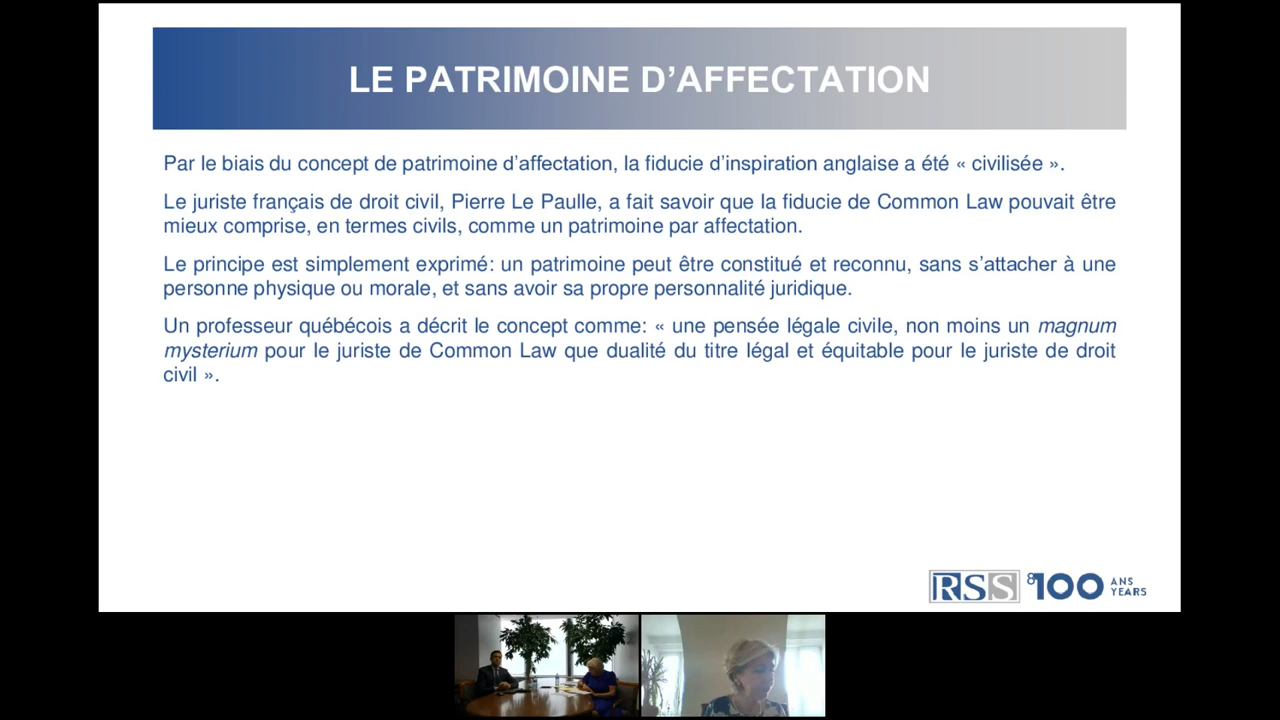 LE PATRIMOINE D’AFFECTATION
Par le biais du concept de patrimoine d’affectation, la fiducie d’inspiration anglaise a été « civilisée ».
Le juriste français de droit civil, Pierre Le Paulle, a fait savoir que la fiducie de Common Law pouvait être
mieux comprise, en termes civils, comme un patrimoine par affectation.
Le principe est simplement exprimé: un patrimoine peut être constitué et reconnu, sans s’attacher à une
personne physique ou morale, et sans avoir sa propre personnalité juridique.
Un professeur québécois a décrit le concept comme: « une pensée légale civile, non moins un magnum
mysterium pour le juriste de Common Law que dualité du titre légal et équitable pour le juriste de droit
civil ».
RSS 100 ANS
YEARS